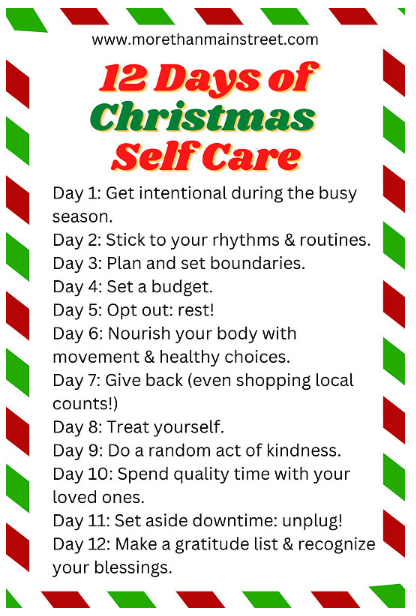 www.morethanmainstreet.com
12 Days of
Christmas
Self Care
Day 1: Get intentional during the busy
season.
Day 2: Stick to your rhythms & routines.
Day 3: Plan and set boundaries.
Day 4: Set a budget.
Day 5: Opt out: rest!
Day 6: Nourish your body with
movement & healthy choices.
Day 7: Give back (even shopping local
counts!)
Day 8: Treat yourself.
Day 9: Do a random act of kindness.
Day 10: Spend quality time with your
loved ones.
Day 11: Set aside downtime: unplug!
Day 12: Make a gratitude list & recognize
your blessings.